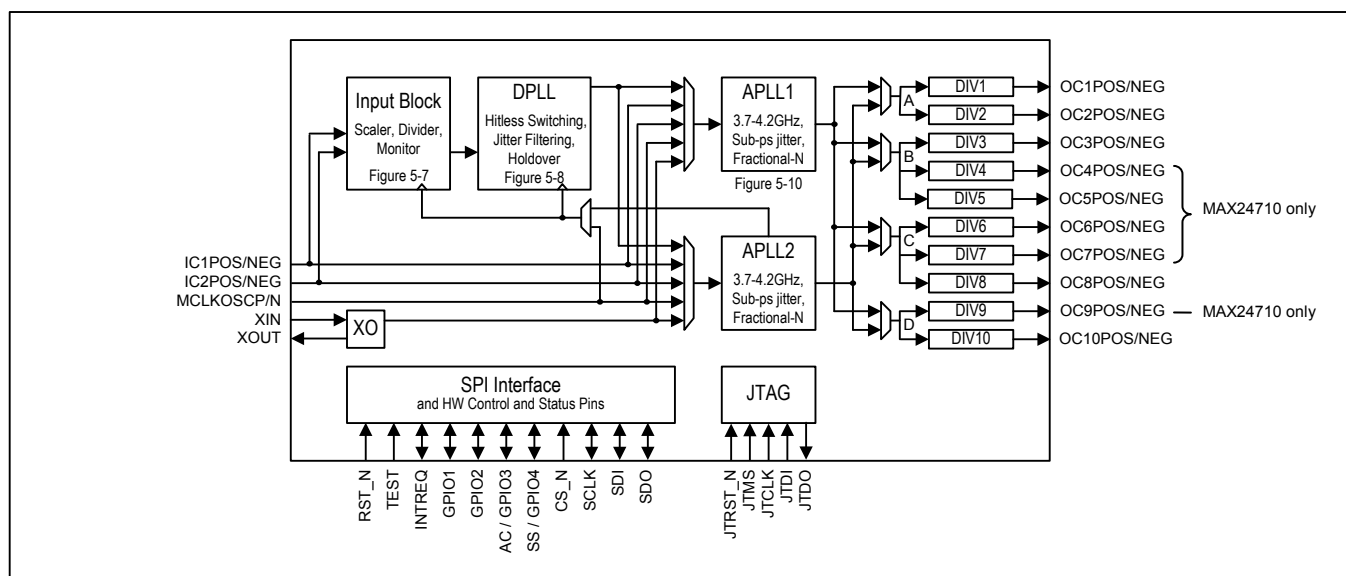 Input Block
Scaler, Divider,
Monitor
Figure 5-7
DPLL
Hitless Switching,
Jitter Filtering,
Holdover
Figure 5-8
APLL1
3.7-4.2GHz,
Sub-ps jitter,
Fractional-N
Figure 5-10
APLL2
3.7-4.2GHz,
Sub-ps jitter,
Fractional-N
A
B
C
D
DIV1
DIV2
DIV3
DIV4
DIV5
DIV6
DIV7
DIV8
DIV9
DIV10
OC1POS/NEG
OC2POS/NEG
OC3POS/NEG
OC4POS/NEG
OC5POS/NEG
OC6POS/NEG
OC7POS/NEG
OC8POS/NEG
OC9POS/NEG
OC10POS/NEG
MAX24710 only
MAX24710 only
IC1POS/NEG
IC2POS/NEG
MCLKOSCP/N
XIN
XOUT
XO
SPI Interface
and HW Control and Status Pins
JTAG
RST_N
TEST
INTREQ
GPIO1
GPIO2
AC / GPIO3
SS / GPIO4
CS_N
SCLK
SDI
SDO
JTRST_N
JTMS
JTCLK
JTDI
JTDO